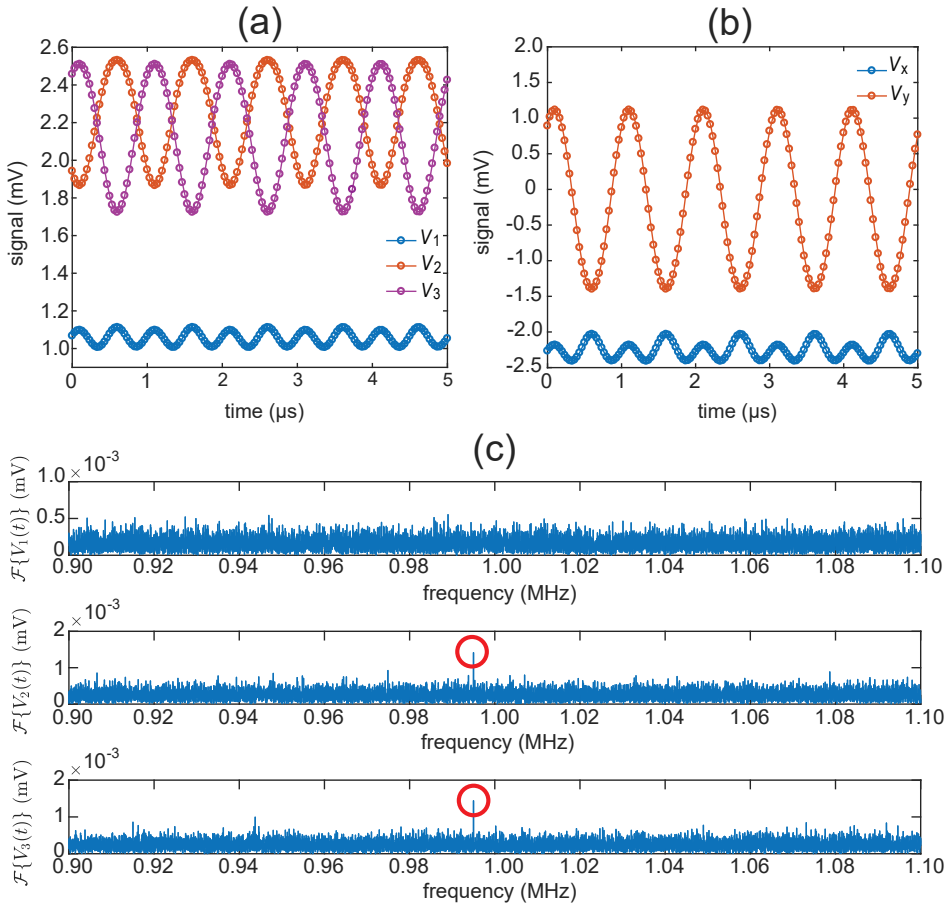 (a)
2.6
2.4
2.2
2.0
1.8
1.6
1.4
1.2
1.0
signal (mV)
V1
V2
V3
0 1 2 3 4 5
time (µs)
(b)
2.0
1.5
1.0
0.5
0
-0.5
-1.0
-1.5
-2.0
-2.5
signal (mV)
Vx
Vy
0 1 2 3 4 5
time (µs)
(c)
×10⁻³
1.0
0.5
0
ℱ{V₁(t)} (mV)
0.90 0.92 0.94 0.96 0.98 1.00 1.02 1.04 1.06 1.08 1.10
frequency (MHz)
×10⁻³
2
1
0
ℱ{V₂(t)} (mV)
0.90 0.92 0.94 0.96 0.98 1.00 1.02 1.04 1.06 1.08 1.10
frequency (MHz)
×10⁻³
2
1
0
ℱ{V₃(t)} (mV)
0.90 0.92 0.94 0.96 0.98 1.00 1.02 1.04 1.06 1.08 1.10
frequency (MHz)